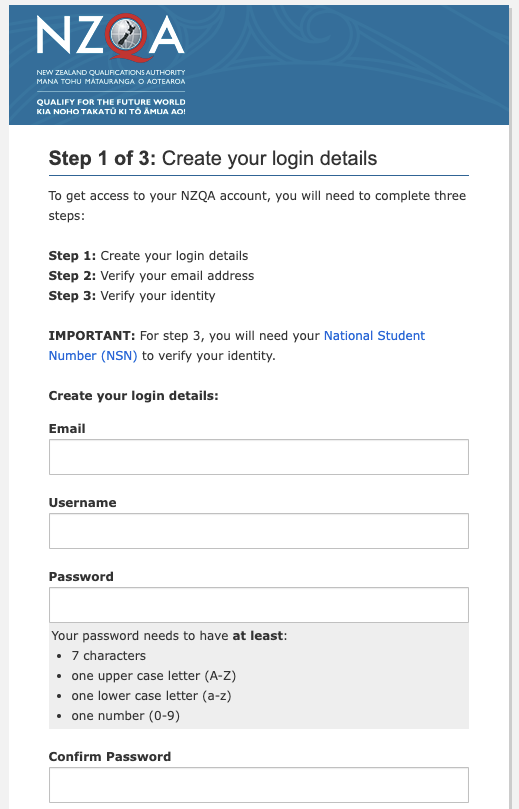 NZQA
NEW ZEALAND QUALIFICATIONS AUTHORITY
MANA TOHU MĀTAURANGA O AOTEAROA
QUALIFY FOR THE FUTURE WORLD
KIA NOHO TAKATŪ KI TŌ ĀMUA AO!
Step 1 of 3: Create your login details
To get access to your NZQA account, you will need to complete three
steps:
Step 1: Create your login details
Step 2: Verify your email address
Step 3: Verify your identity
IMPORTANT: For step 3, you will need your National Student
Number (NSN) to verify your identity.
Create your login details:
Email
Username
Password
Your password needs to have at least:
• 7 characters
• one upper case letter (A-Z)
• one lower case letter (a-z)
• one number (0-9)
Confirm Password